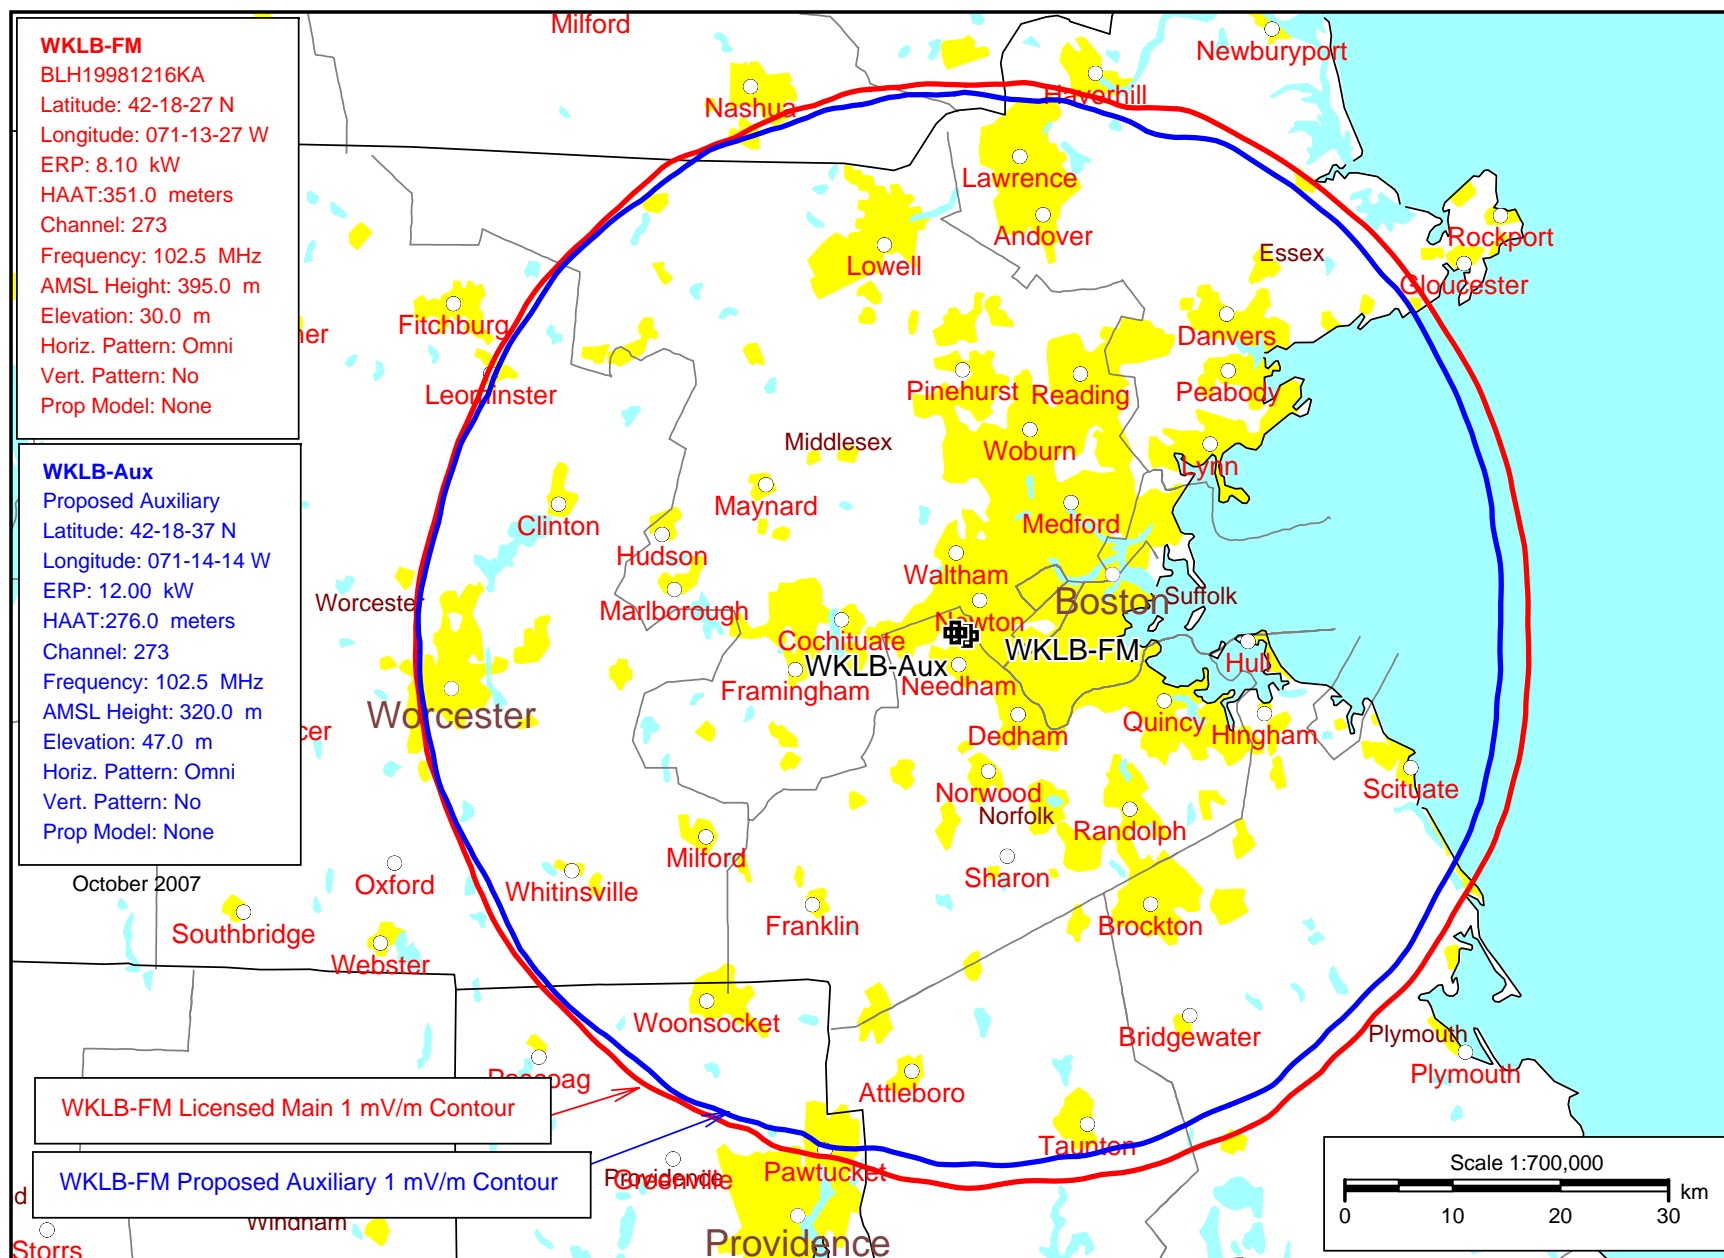 WKLB-FM
BLH19981216KA
Latitude: 42-18-27 N
Longitude: 071-13-27 W
ERP: 8.10 kW
HAAT:351.0 meters
Channel: 273
Frequency: 102.5 MHz
AMSL Height: 395.0 m
Elevation: 30.0 m
Horiz. Pattern: Omni
Vert. Pattern: No
Prop Model: None
WKLB-Aux
Proposed Auxiliary
Latitude: 42-18-37 N
Longitude: 071-14-14 W
ERP: 12.00 kW
HAAT:276.0 meters
Channel: 273
Frequency: 102.5 MHz
AMSL Height: 320.0 m
Elevation: 47.0 m
Horiz. Pattern: Omni
Vert. Pattern: No
Prop Model: None
October 2007
Milford
Newburyport
Nashua
Haverhill
Lawrence
Andover
Rockport
Essex
Lowell
Gloucester
Fitchburg
ner
Danvers
Leominster
Pinehurst
Reading
Peabody
Middlesex
Woburn
Lynn
Maynard
Clinton
Medford
Hudson
Waltham
Worcester
Marlborough
Boston
Suffolk
Newton
Cochituate
WKLB-FM
Hull
WKLB-Aux
Framingham
Needham
Worcester
cer
Dedham
Quincy
Hingham
Norwood
Scituate
Norfolk
Randolph
Milford
Oxford
Whitinsville
Sharon
Franklin
Brockton
Southbridge
Webster
Woonsocket
Bridgewater
Plymouth
Plymouth
Pascoag
Attleboro
WKLB-FM Licensed Main 1 mV/m Contour
Taunton
Pawtucket
WKLB-FM Proposed Auxiliary 1 mV/m Contour
Providence
Greenville
d
Windham
Storrs
Providence
Scale 1:700,000
km
0 10 20 30